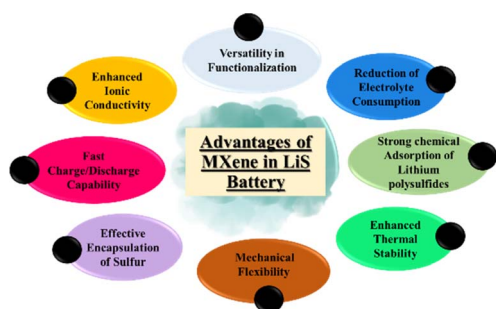 Versatility in
Functionalization
Enhanced
Ionic
Conductivity
Reduction of
Electrolyte
Consumption
Advantages of
MXene in LiS
Battery
Fast
Charge/Discharge
Capability
Strong chemical
Adsorption of
Lithium
polysulfides
Effective
Encapsulation
of Sulfur
Enhanced
Thermal
Stability
Mechanical
Flexibility